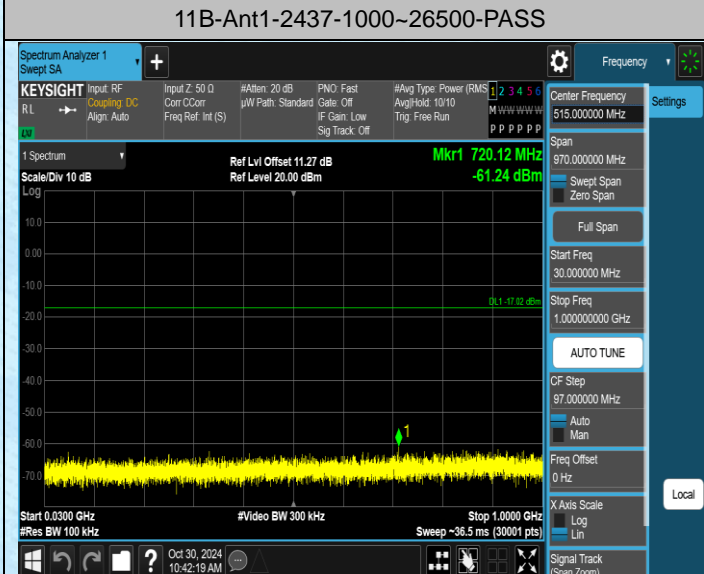 11B-Ant1-2437-1000~26500-PASS
Spectrum Analyzer 1
Swept SA
Frequency
KEYSIGHT
RL
Input: RF
Coupling: DC
Align: Auto
Input Z: 50 Ω
Corr CCorr
Freq Ref: Int (S)
#Atten: 20 dB
µW Path: Standard
PNO: Fast
Gate: Off
IF Gain: Low
Sig Track: Off
#Avg Type: Power (RMS
Avg|Hold: 10/10
Trig: Free Run
1 2 3 4 5 6
M W W W W W
P P P P P P
1 Spectrum
Scale/Div 10 dB
Log
Ref Lvl Offset 11.27 dB
Ref Level 20.00 dBm
Mkr1 720.12 MHz
-61.24 dBm
10.0
0.00
-10.0
DL1 -17.02 dBm
-20.0
-30.0
-40.0
-50.0
1
-60.0
-70.0
Start 0.0300 GHz
#Res BW 100 kHz
#Video BW 300 kHz
Stop 1.0000 GHz
Sweep ~36.5 ms (30001 pts)
Oct 30, 2024
10:42:19 AM
Settings
Center Frequency
515.000000 MHz
Span
970.000000 MHz
Swept Span
Zero Span
Full Span
Start Freq
30.000000 MHz
Stop Freq
1.000000000 GHz
AUTO TUNE
CF Step
97.000000 MHz
Auto
Man
Freq Offset
0 Hz
X Axis Scale
Log
Lin
Signal Track
(Span Zoom)
Local